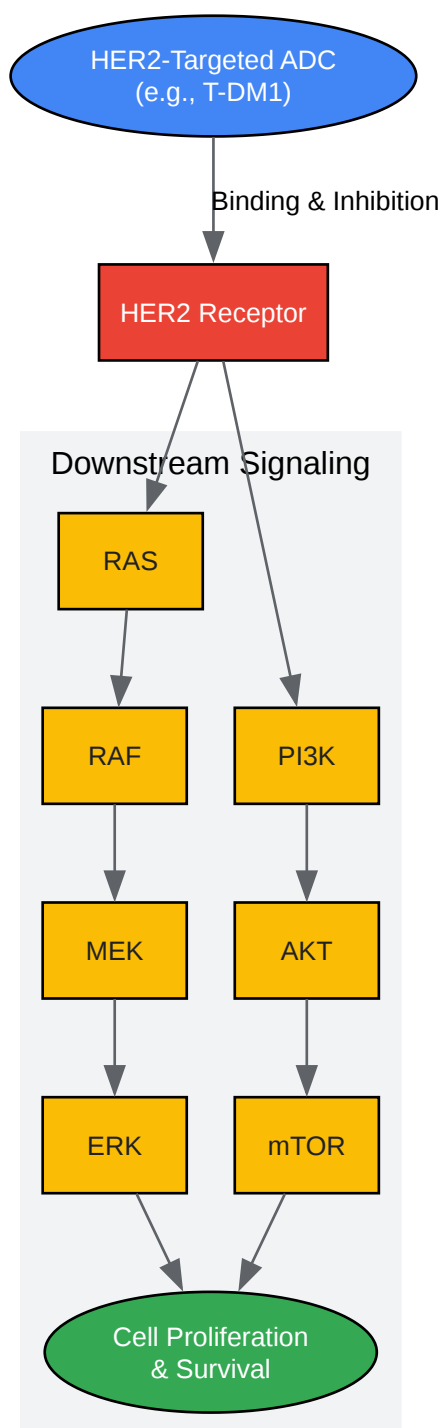 HER2-Targeted ADC
(e.g., T-DM1)
Binding & Inhibition
HER2 Receptor
Downstream Signaling
RAS
RAF
PI3K
MEK
AKT
ERK
mTOR
Cell Proliferation
& Survival